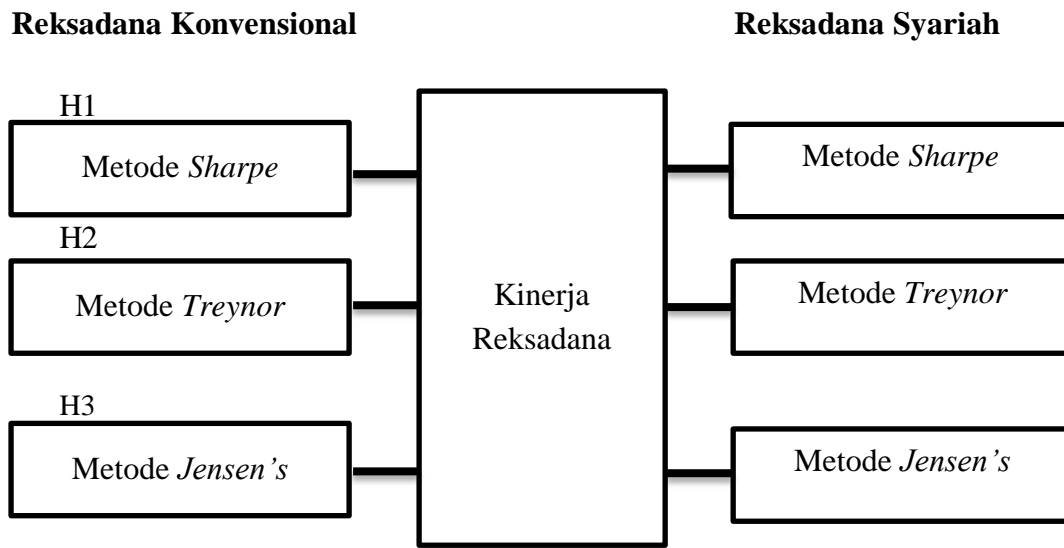 Reksadana Konvensional
Reksadana Syariah
H1
Metode Sharpe
Metode Sharpe
H2
Metode Treynor
Kinerja
Reksadana
Metode Treynor
H3
Metode Jensen’s
Metode Jensen’s